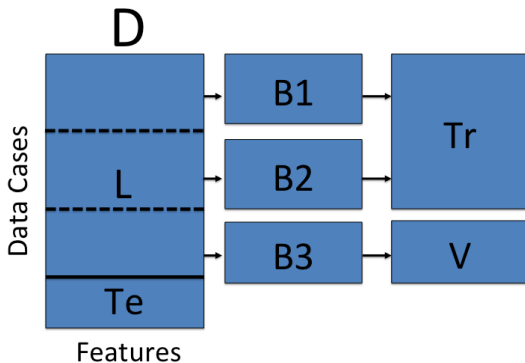 D
B1
Tr
B2
L
Data Cases
B3
V
Te
Features